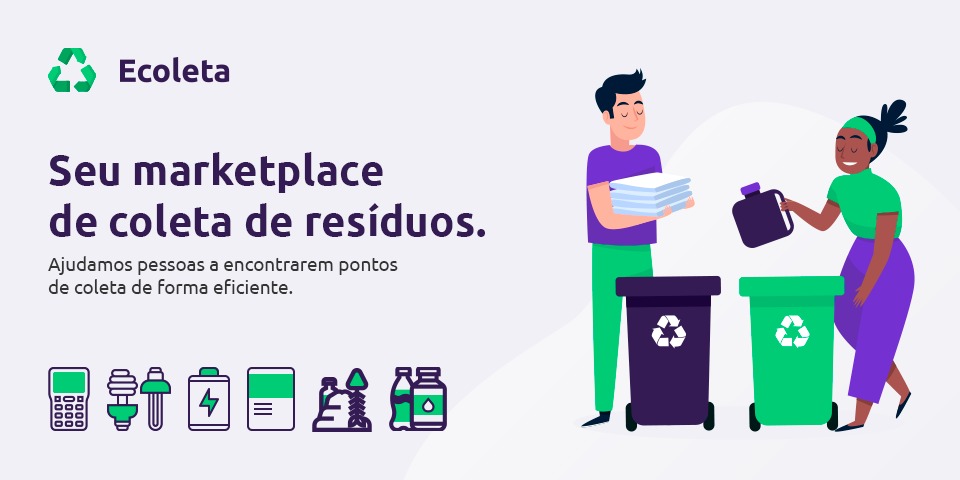 Ecoleta
Seu marketplace
de coleta de resíduos.
Ajudamos pessoas a encontrarem pontos
de coleta de forma eficiente.